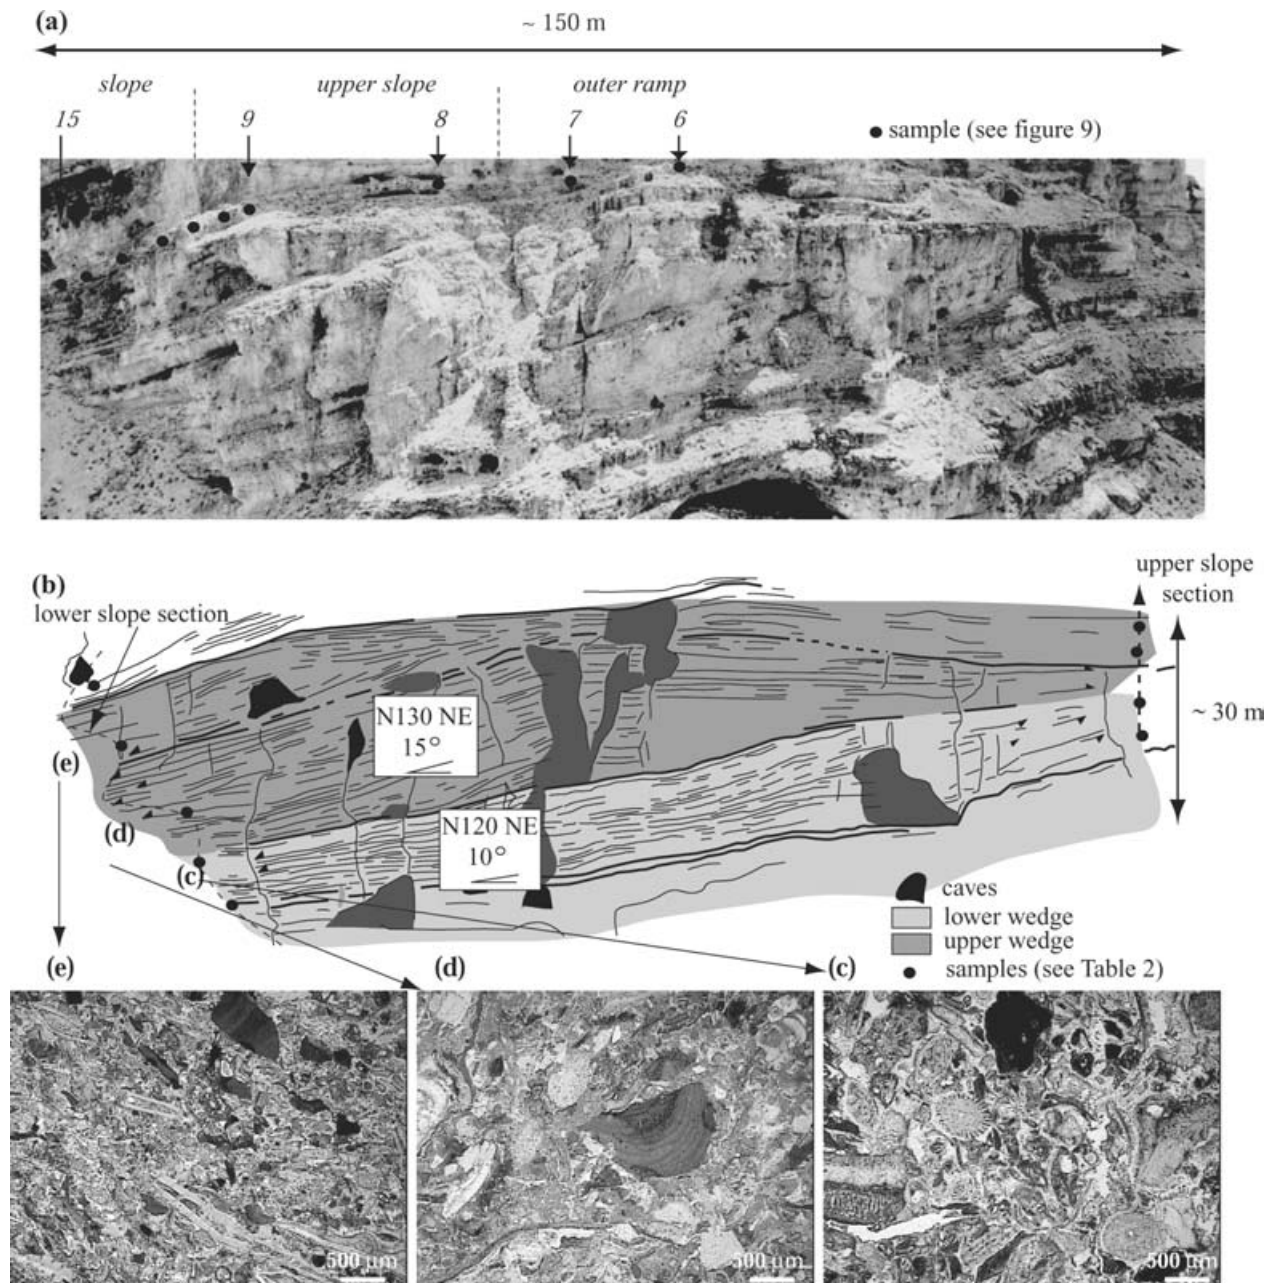 (a)
~ 150 m
slope upper slope outer ramp
15 9 8 7 6
sample (see figure 9)
(b)
lower slope section
upper slope
section
N130 NE
15°
~ 30 m
(e)
N120 NE
10°
(d)
(c)
caves
lower wedge
upper wedge
samples (see Table 2)
(e) (d) (c)
500 µm 500 µm 500 µm